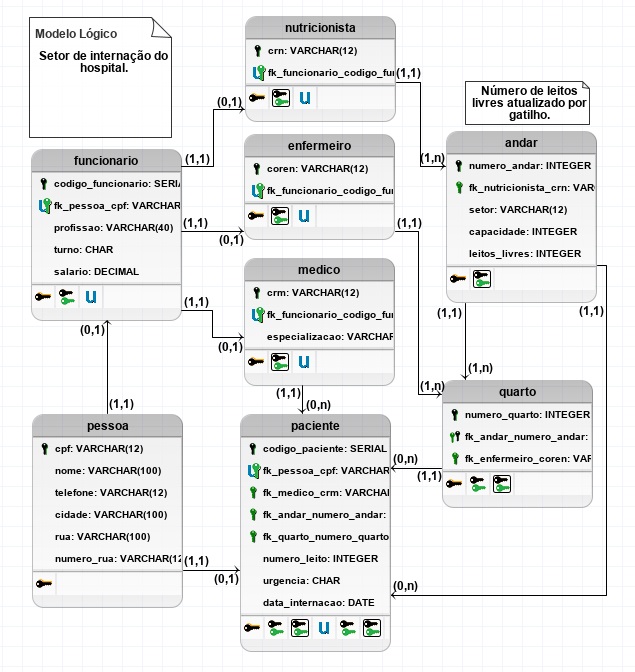 Modelo Lógico
Setor de internação do
hospital.
nutricionista
crn: VARCHAR(12)
fk_funcionario_codigo_fu
(1,1)
(0,1)
Número de leitos
livres atualizado por
gatilho.
funcionario
codigo_funcionario: SERIA
fk_pessoa_cpf: VARCHAR
profissao: VARCHAR(40)
turno: CHAR
salario: DECIMAL
(1,1)
(1,1)
(0,1)
(1,1)
(0,1)
enfermeiro
coren: VARCHAR(12)
fk_funcionario_codigo_fu
(1,1)
andar
(1,n)
numero_andar: INTEGER
fk_nutricionista_crn: VAR
setor: VARCHAR(12)
capacidade: INTEGER
leitos_livres: INTEGER
(1,1)
(1,1)
medico
crm: VARCHAR(12)
fk_funcionario_codigo_fu
especializacao: VARCHAR
(1,1)
(0,n)
(0,1)
(1,1)
(1,n)
(1,n)
quarto
numero_quarto: INTEGER
fk_andar_numero_andar:
fk_enfermeiro_coren: VAR
(0,n)
(1,1)
pessoa
cpf: VARCHAR(12)
nome: VARCHAR(100)
telefone: VARCHAR(12)
cidade: VARCHAR(100)
rua: VARCHAR(100)
numero_rua: VARCHAR(12
(1,1)
(0,1)
paciente
codigo_paciente: SERIAL
fk_pessoa_cpf: VARCHAR
fk_medico_crm: VARCHA
fk_andar_numero_andar:
fk_quarto_numero_quarto
numero_leito: INTEGER
urgencia: CHAR
data_internacao: DATE
(0,n)